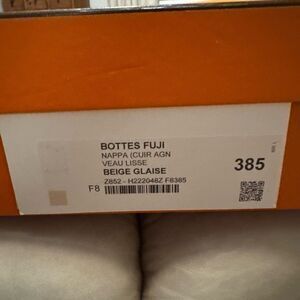 BOTTES FUJI
NAPPA (CUIR AGN
VEAU LISSE
BEIGE GLAISE
385
Z852 - H222048Z F8385
F8